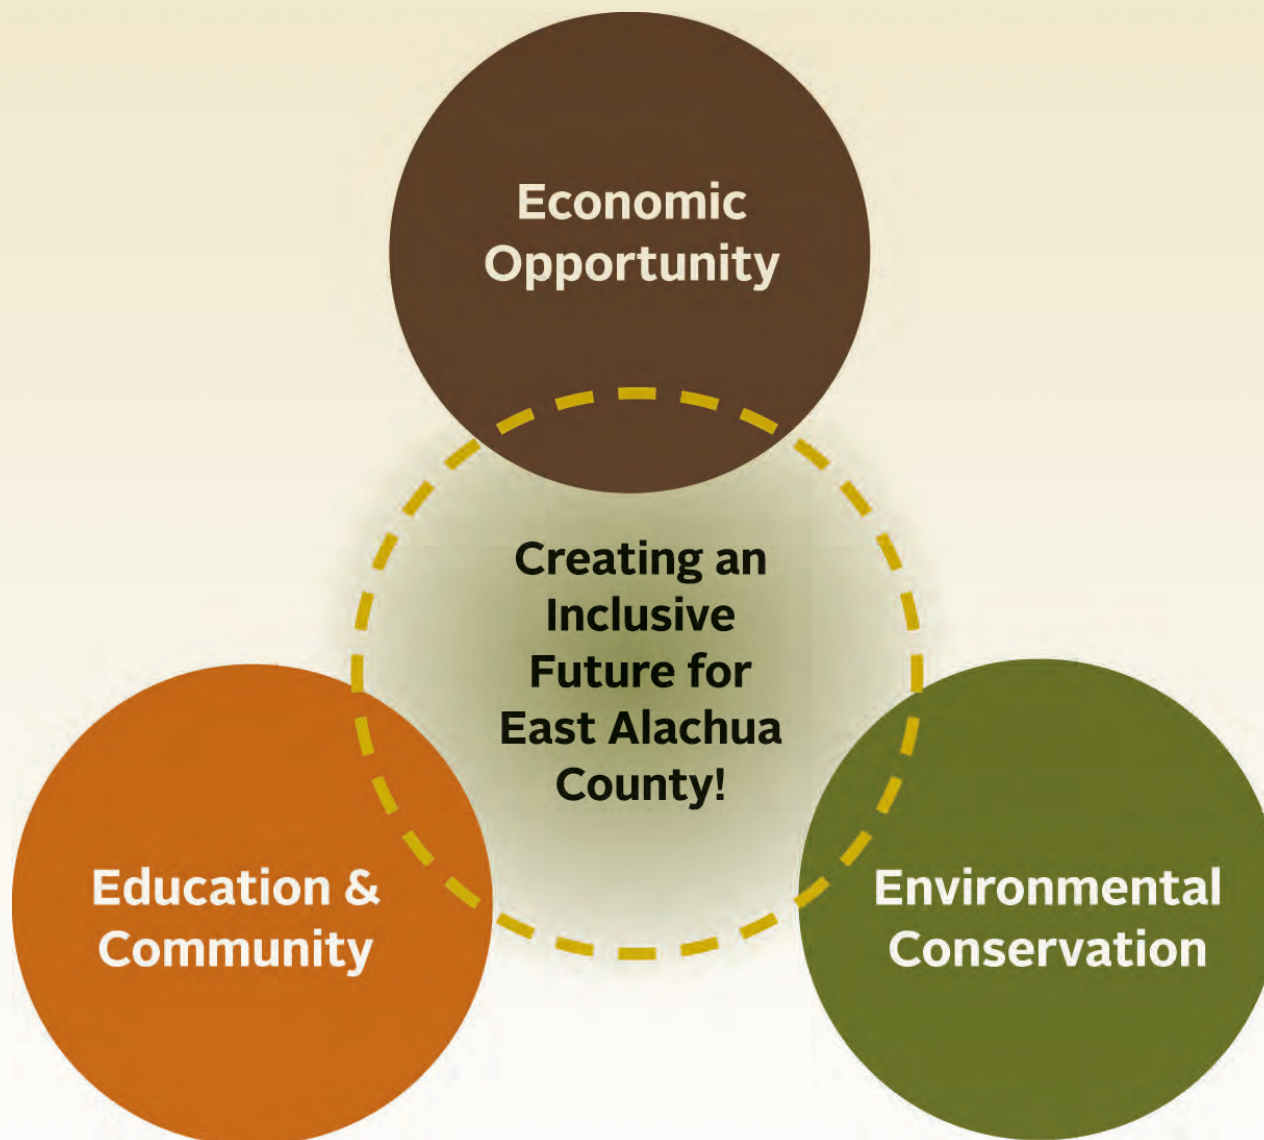 Economic
Opportunity
Creating an
Inclusive
Future for
East Alachua
County!
Education &
Community
Environmental
Conservation